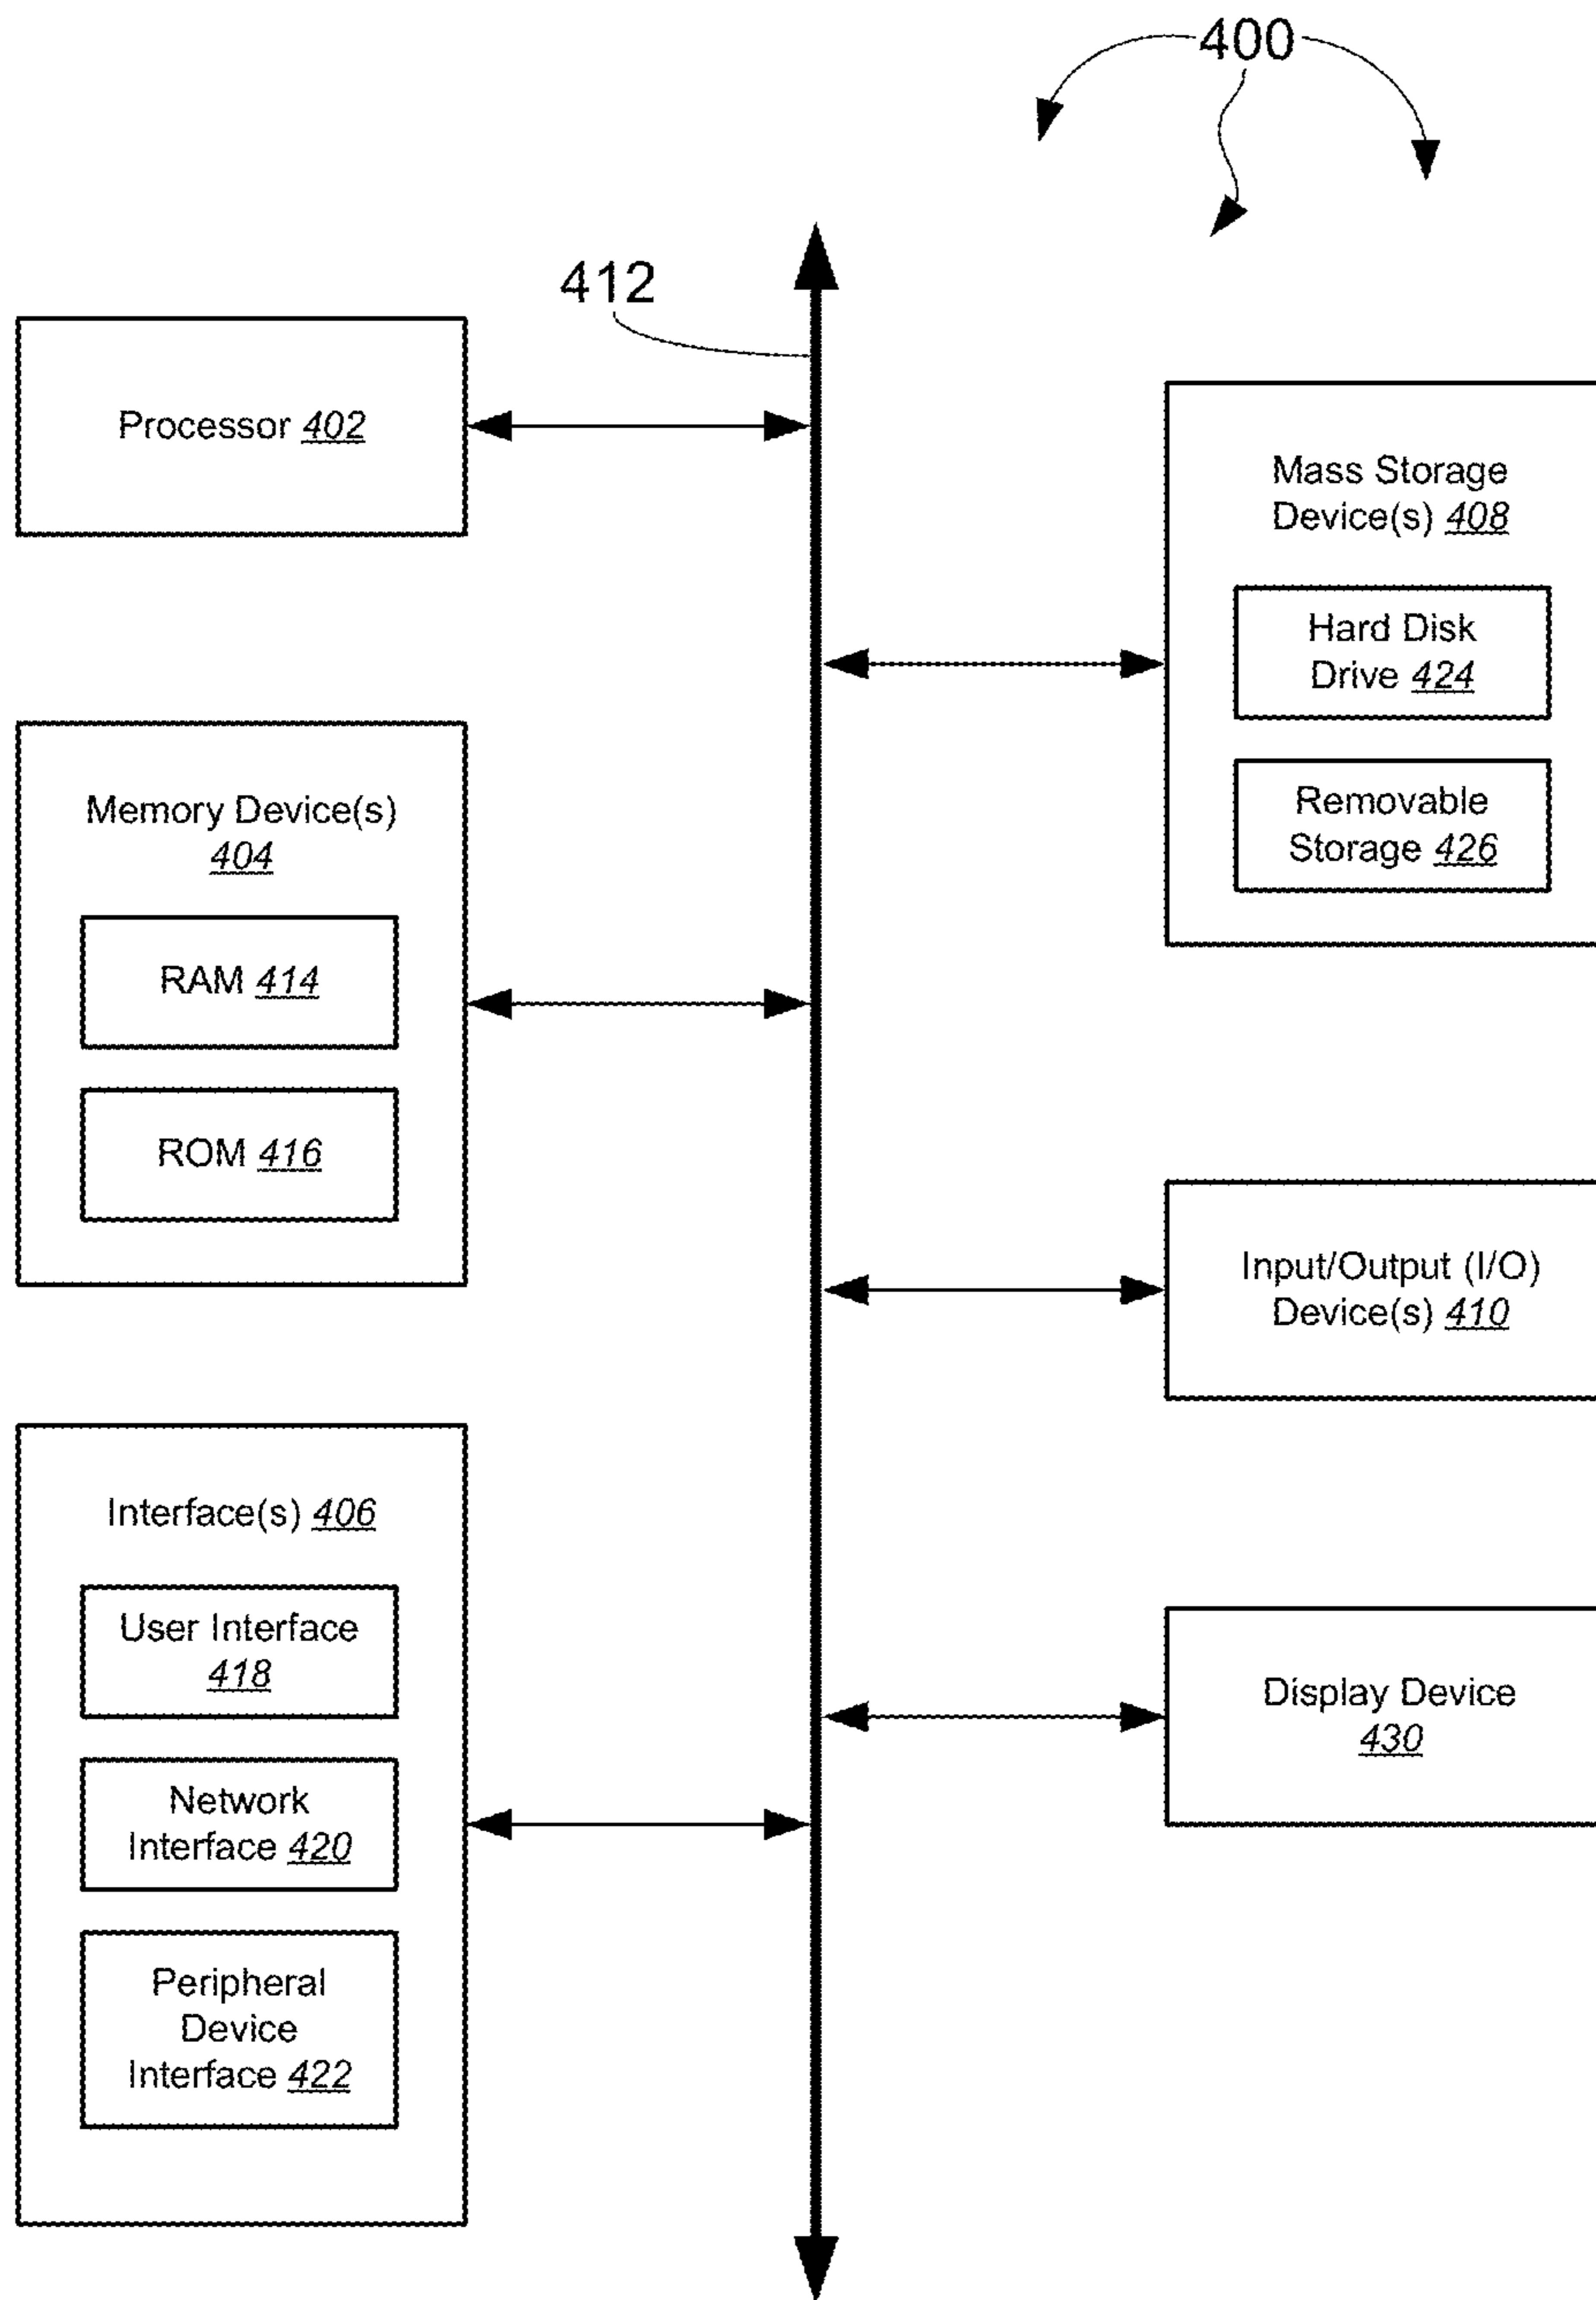 400
412
Processor 402
Memory Device(s)
404
RAM 414
ROM 416
Interface(s) 406
User Interface
418
Network
Interface 420
Peripheral
Device
Interface 422
Mass Storage
Device(s) 408
Hard Disk
Drive 424
Removable
Storage 426
Input/Output (I/O)
Device(s) 410
Display Device
430